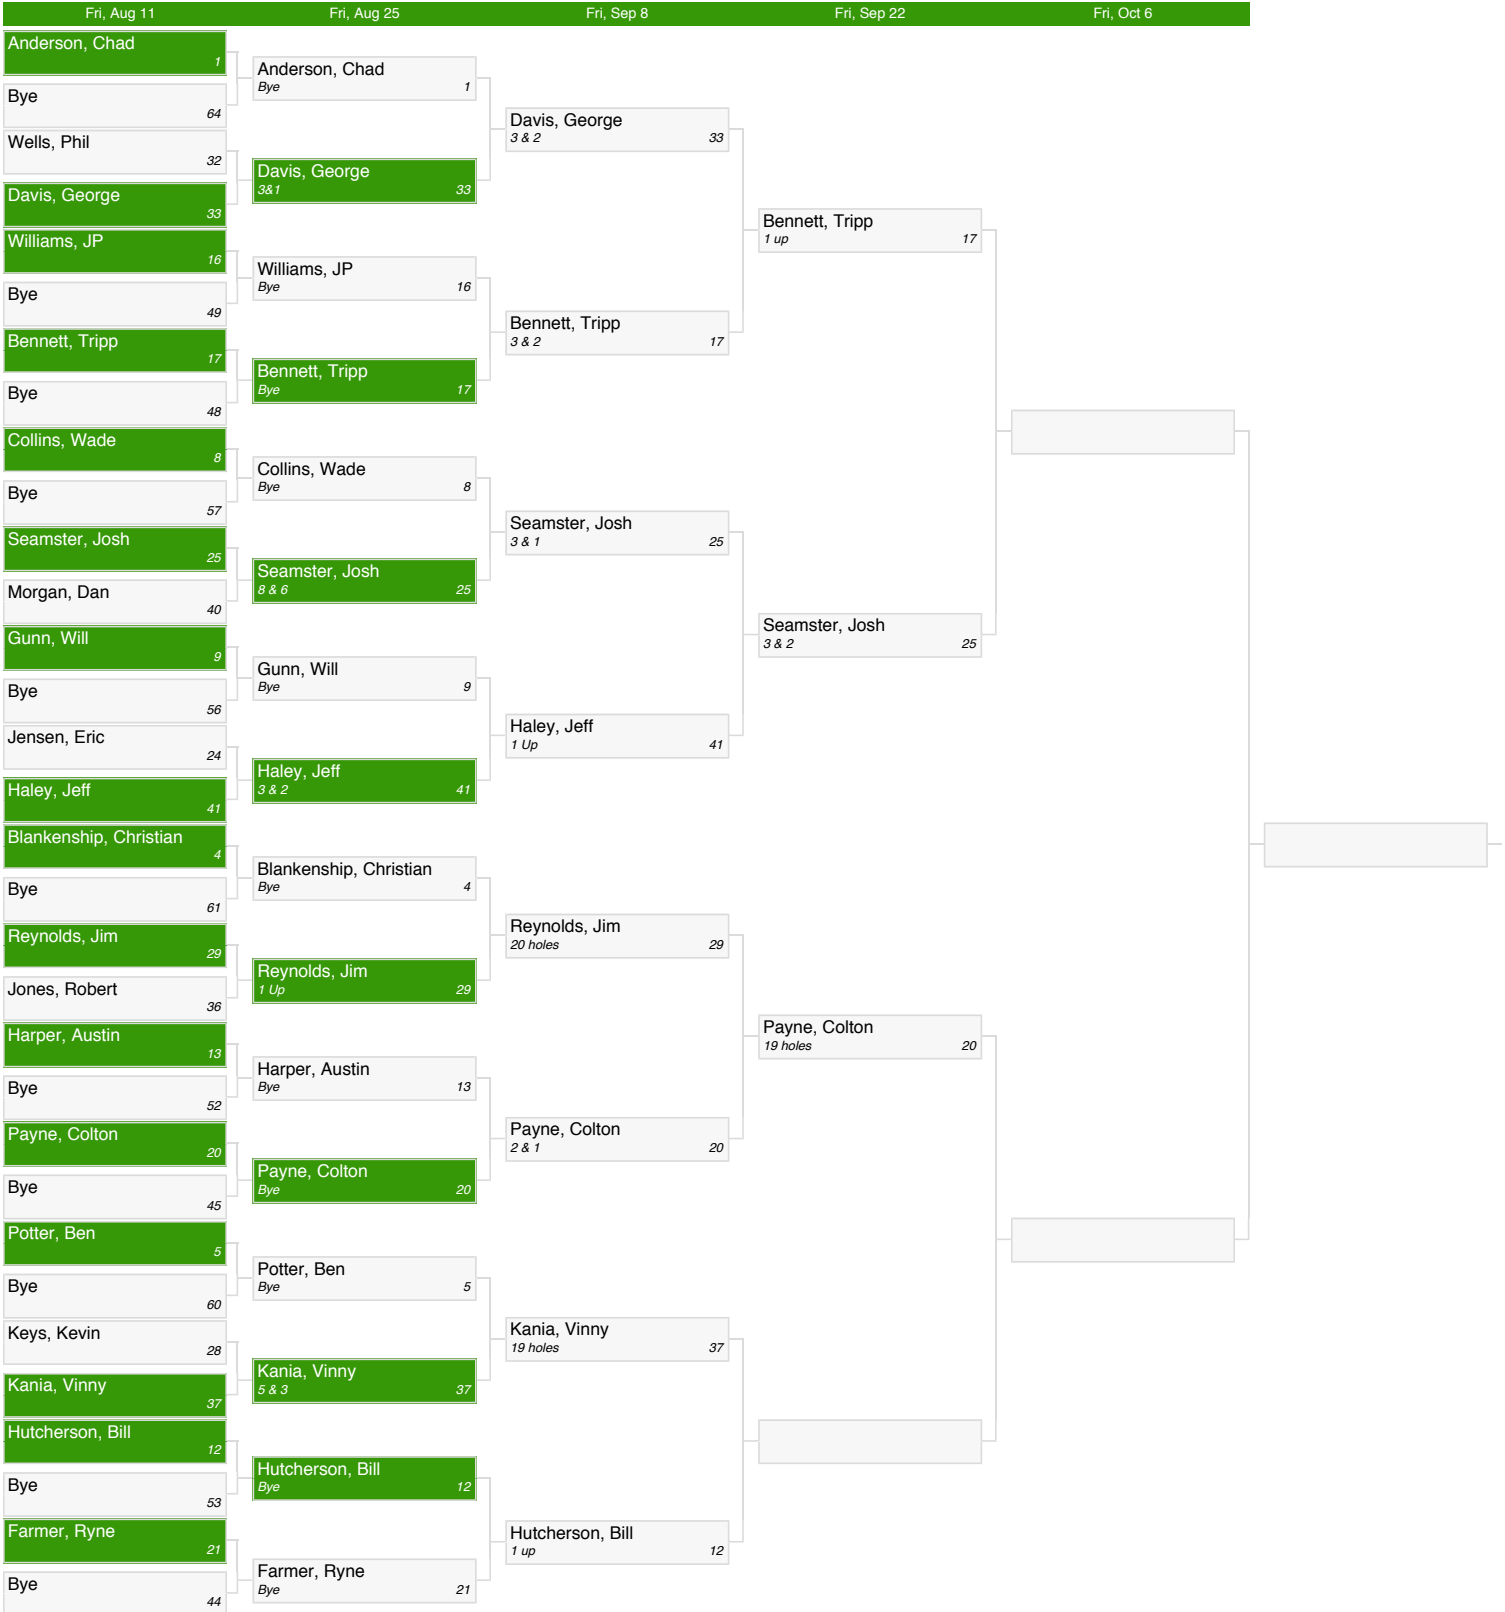 Fri, Aug 11
Fri, Aug 25
Fri, Sep 8
Fri, Sep 22
Fri, Oct 6
Anderson, Chad
1
Bye
64
Wells, Phil
32
Davis, George
33
Williams, JP
16
Bye
49
Bennett, Tripp
17
Bye
48
Collins, Wade
8
Bye
57
Seamster, Josh
25
Morgan, Dan
40
Gunn, Will
9
Bye
56
Jensen, Eric
24
Haley, Jeff
41
Blankenship, Christian
4
Bye
61
Reynolds, Jim
29
Jones, Robert
36
Harper, Austin
13
Bye
52
Payne, Colton
20
Bye
45
Potter, Ben
5
Bye
60
Keys, Kevin
28
Kania, Vinny
37
Hutcherson, Bill
12
Bye
53
Farmer, Ryne
21
Bye
44
Anderson, Chad
Bye 1
Davis, George
3&1 33
Williams, JP
Bye 16
Bennett, Tripp
Bye 17
Collins, Wade
Bye 8
Seamster, Josh
8 & 6 25
Gunn, Will
Bye 9
Haley, Jeff
3 & 2 41
Blankenship, Christian
Bye 4
Reynolds, Jim
1 Up 29
Harper, Austin
Bye 13
Payne, Colton
Bye 20
Potter, Ben
Bye 5
Kania, Vinny
5 & 3 37
Hutcherson, Bill
Bye 12
Farmer, Ryne
Bye 21
Davis, George
3 & 2 33
Bennett, Tripp
3 & 2 17
Seamster, Josh
3 & 1 25
Haley, Jeff
1 Up 41
Reynolds, Jim
20 holes 29
Payne, Colton
2 & 1 20
Kania, Vinny
19 holes 37
Hutcherson, Bill
1 up 12
Bennett, Tripp
1 up 17
Seamster, Josh
3 & 2 25
Payne, Colton
19 holes 20